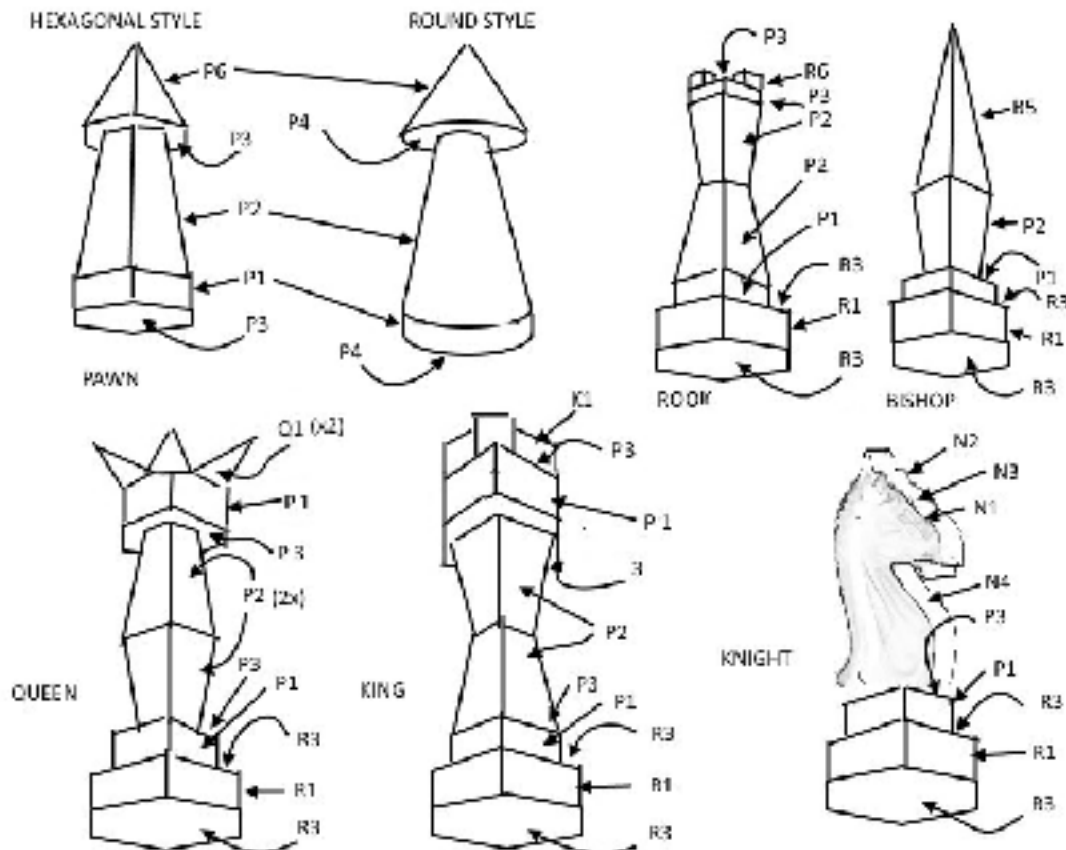 HEXAGONAL STYLE
ROUND STYLE
P6
P4
P3
P2
P1
P3
P4
PAWN
P3
R6
P3
P2
P2
P1
R3
R1
R3
ROOK
B5
P2
P1
R3
R1
R3
BISHOP
Q1 (x2)
P1
P3
P2 (2x)
P3
P1
R3
R1
R3
QUEEN
K1
P3
P1
3
P2
P3
P1
R3
R1
R3
KING
N2
N3
N1
N4
P3
P1
R3
R1
R3
KNIGHT